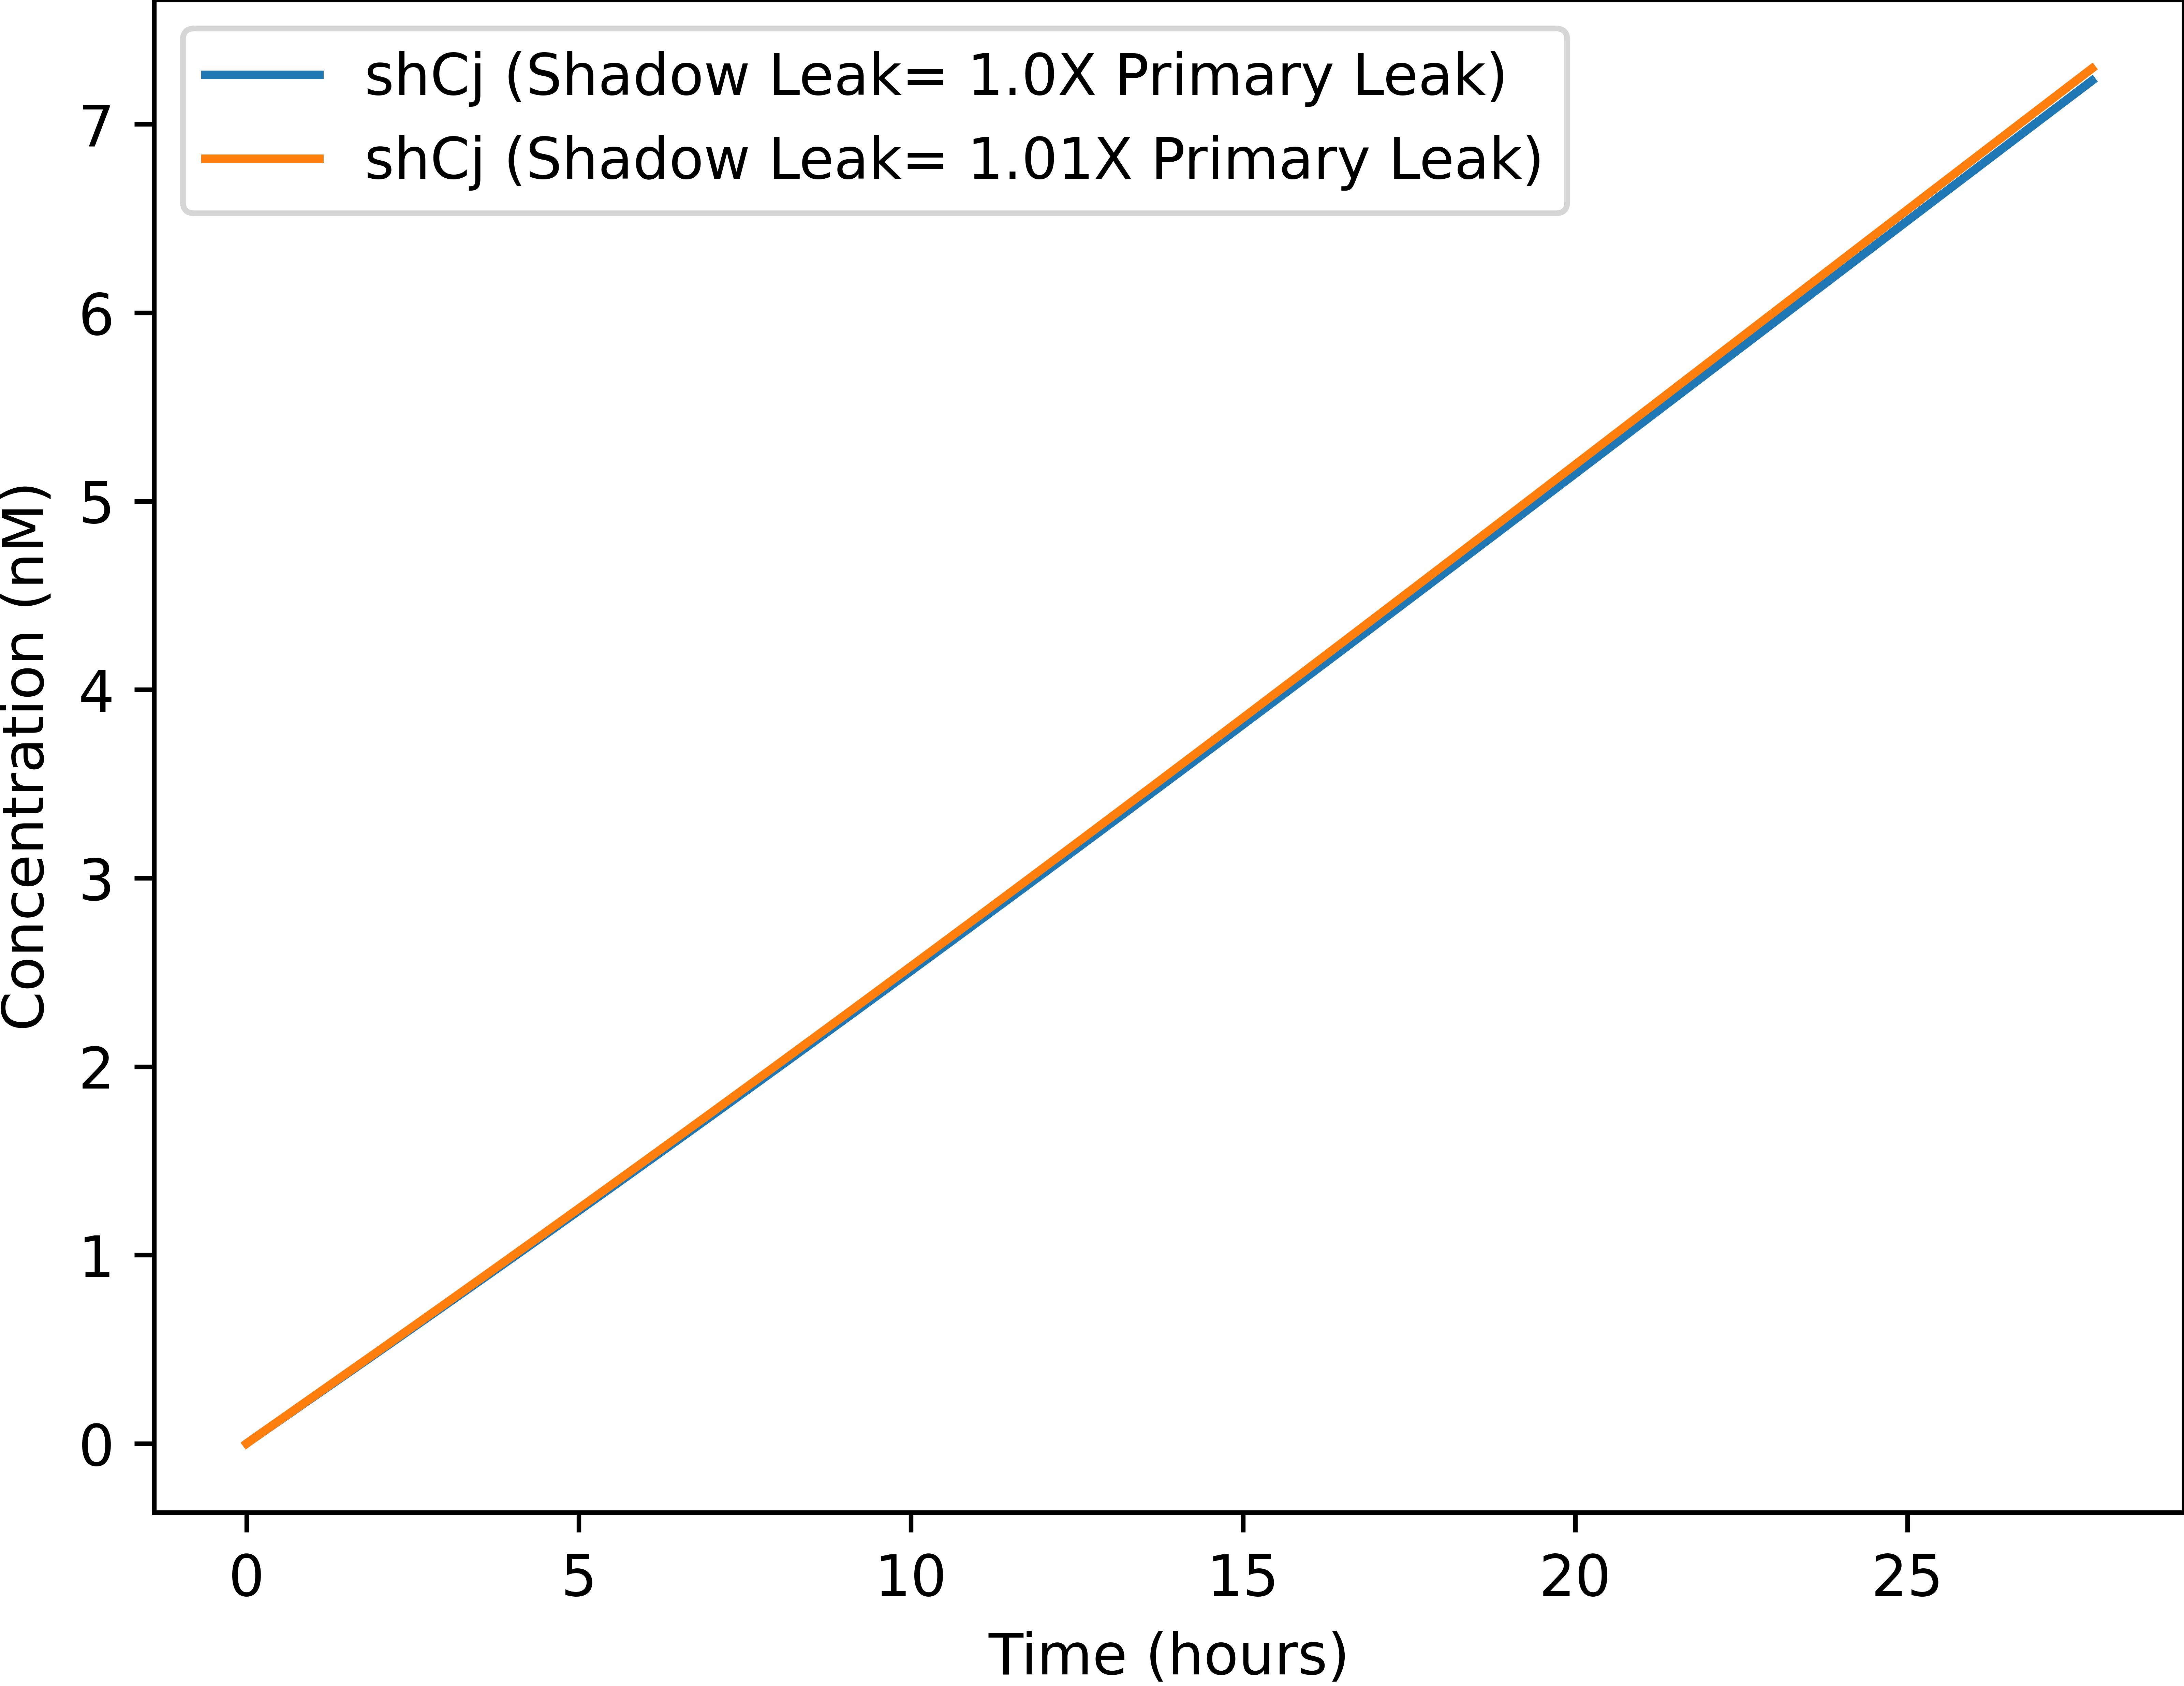 shCj (Shadow Leak= 1.0X Primary Leak)
shCj (Shadow Leak= 1.01X Primary Leak)
Concentration (nM)
7
6
5
4
3
2
1
0
0 5 10 15 20 25
Time (hours)